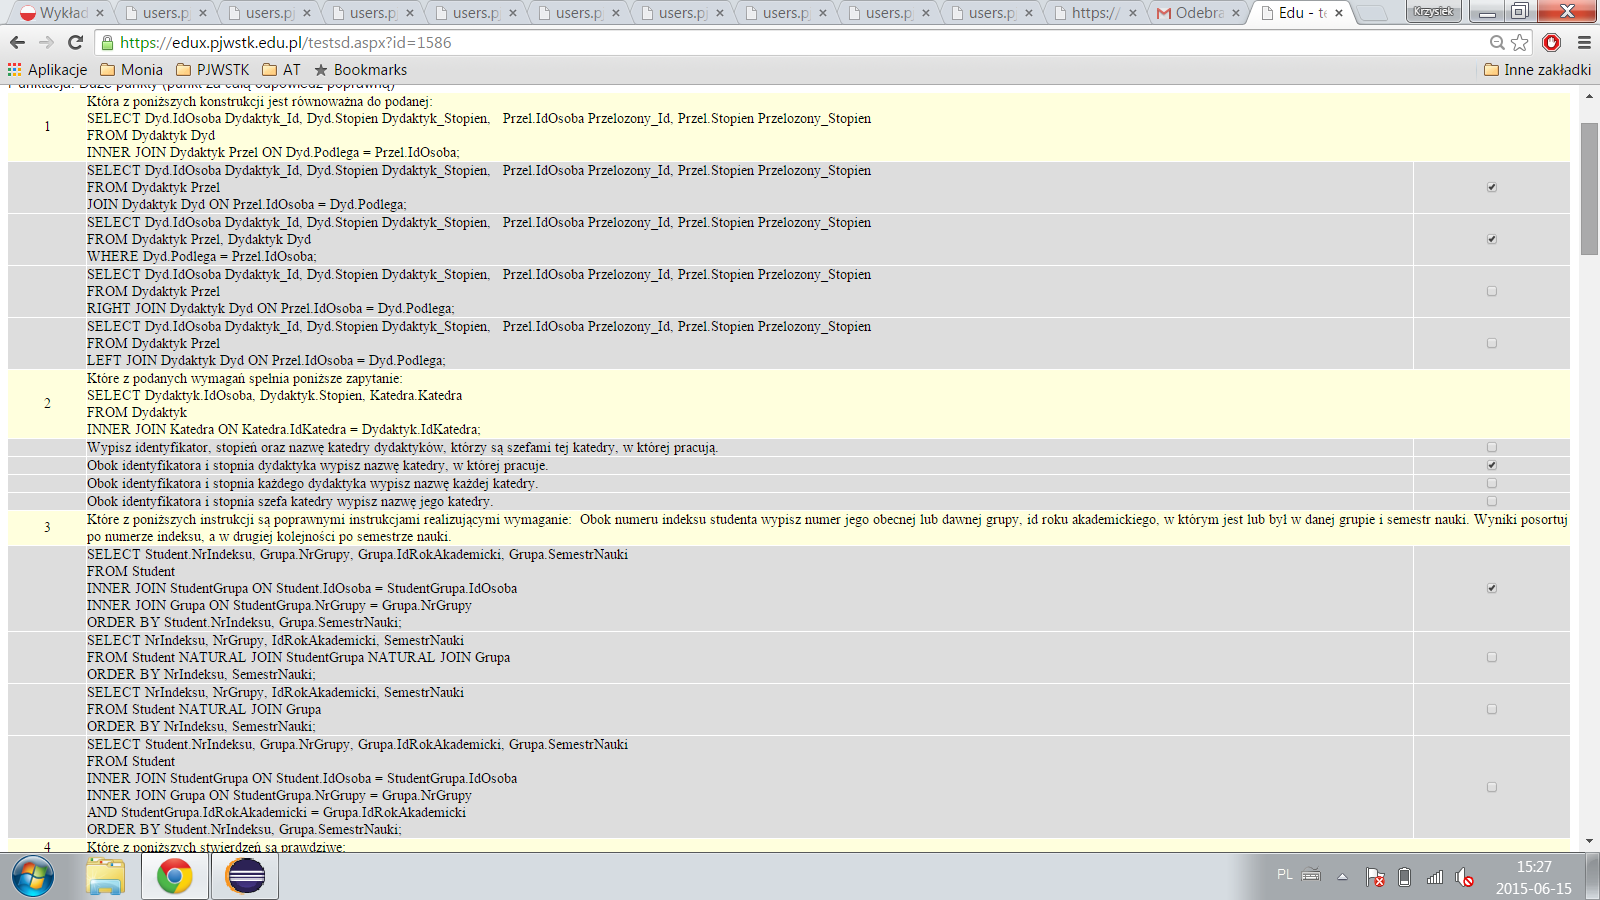 Wykład
users.pj
users.pj
users.pj
users.pj
users.pj
users.pj
users.pj
users.pj
users.pj
https://
Odebra
Edu - te
Krzysiek
https://edux.pjwstk.edu.pl/testsd.aspx?id=1586
Aplikacje Monia PJWSTK AT Bookmarks Inne zakładki
Punktacja: Duże punkty (punkt za całą odpowiedź poprawną)
1
Która z poniższych konstrukcji jest równoważna do podanej:
SELECT Dyd.IdOsoba Dydaktyk_Id, Dyd.Stopien Dydaktyk_Stopien, Przel.IdOsoba Przelozony_Id, Przel.Stopien Przelozony_Stopien
FROM Dydaktyk Dyd
INNER JOIN Dydaktyk Przel ON Dyd.Podlega = Przel.IdOsoba;
SELECT Dyd.IdOsoba Dydaktyk_Id, Dyd.Stopien Dydaktyk_Stopien, Przel.IdOsoba Przelozony_Id, Przel.Stopien Przelozony_Stopien
FROM Dydaktyk Przel
JOIN Dydaktyk Dyd ON Przel.IdOsoba = Dyd.Podlega;
SELECT Dyd.IdOsoba Dydaktyk_Id, Dyd.Stopien Dydaktyk_Stopien, Przel.IdOsoba Przelozony_Id, Przel.Stopien Przelozony_Stopien
FROM Dydaktyk Przel, Dydaktyk Dyd
WHERE Dyd.Podlega = Przel.IdOsoba;
SELECT Dyd.IdOsoba Dydaktyk_Id, Dyd.Stopien Dydaktyk_Stopien, Przel.IdOsoba Przelozony_Id, Przel.Stopien Przelozony_Stopien
FROM Dydaktyk Przel
RIGHT JOIN Dydaktyk Dyd ON Przel.IdOsoba = Dyd.Podlega;
SELECT Dyd.IdOsoba Dydaktyk_Id, Dyd.Stopien Dydaktyk_Stopien, Przel.IdOsoba Przelozony_Id, Przel.Stopien Przelozony_Stopien
FROM Dydaktyk Przel
LEFT JOIN Dydaktyk Dyd ON Przel.IdOsoba = Dyd.Podlega;
2
Które z podanych wymagań spełnia poniższe zapytanie:
SELECT Dydaktyk.IdOsoba, Dydaktyk.Stopien, Katedra.Katedra
FROM Dydaktyk
INNER JOIN Katedra ON Katedra.IdKatedra = Dydaktyk.IdKatedra;
Wypisz identyfikator, stopień oraz nazwę katedry dydaktyków, którzy są szefami tej katedry, w której pracują.
Obok identyfikatora i stopnia dydaktyka wypisz nazwę katedry, w której pracuje.
Obok identyfikatora i stopnia każdego dydaktyka wypisz nazwę każdej katedry.
Obok identyfikatora i stopnia szefa katedry wypisz nazwę jego katedry.
3
Które z poniższych instrukcji są poprawnymi instrukcjami realizującymi wymaganie: Obok numeru indeksu studenta wypisz numer jego obecnej lub dawnej grupy, id roku akademickiego, w którym jest lub był w danej grupie i semestr nauki. Wyniki posortuj
po numerze indeksu, a w drugiej kolejności po semestrze nauki.
SELECT Student.NrIndeksu, Grupa.NrGrupy, Grupa.IdRokAkademicki, Grupa.SemestrNauki
FROM Student
INNER JOIN StudentGrupa ON Student.IdOsoba = StudentGrupa.IdOsoba
INNER JOIN Grupa ON StudentGrupa.NrGrupy = Grupa.NrGrupy
ORDER BY Student.NrIndeksu, Grupa.SemestrNauki;
SELECT NrIndeksu, NrGrupy, IdRokAkademicki, SemestrNauki
FROM Student NATURAL JOIN StudentGrupa NATURAL JOIN Grupa
ORDER BY NrIndeksu, SemestrNauki;
SELECT NrIndeksu, NrGrupy, IdRokAkademicki, SemestrNauki
FROM Student NATURAL JOIN Grupa
ORDER BY NrIndeksu, SemestrNauki;
SELECT Student.NrIndeksu, Grupa.NrGrupy, Grupa.IdRokAkademicki, Grupa.SemestrNauki
FROM Student
INNER JOIN StudentGrupa ON Student.IdOsoba = StudentGrupa.IdOsoba
INNER JOIN Grupa ON StudentGrupa.NrGrupy = Grupa.NrGrupy
AND StudentGrupa.IdRokAkademicki = Grupa.IdRokAkademicki
ORDER BY Student.NrIndeksu, Grupa.SemestrNauki;
4
Które z poniższych stwierdzeń są prawdziwe:
PL
15:27
2015-06-15